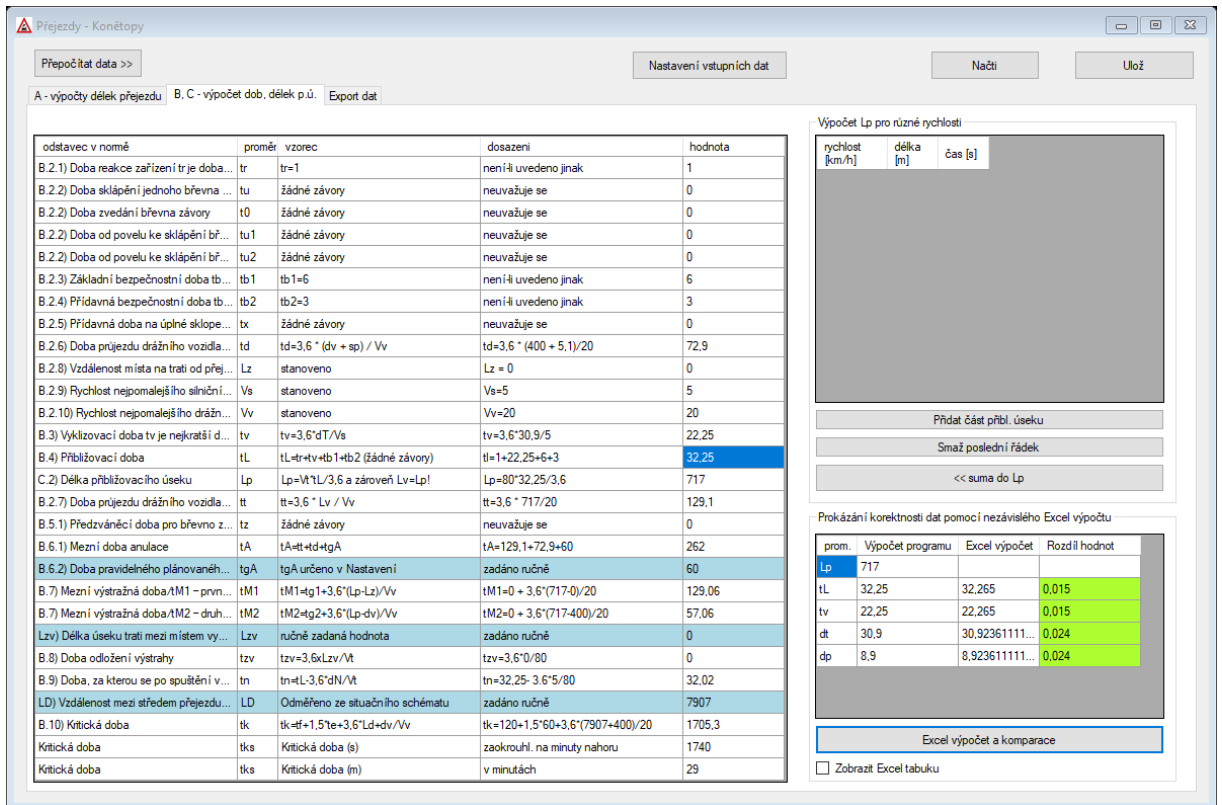 Přejezdy - Konětopy
Přepočítat data >>
Nastavení vstupních dat
Načti
Ulož
A - výpočty délek přejezdu
B, C - výpočet dob, délek p.ú.
Export dat
odstavec v normě proměr vzorec dosazeni hodnota
B.2.1) Doba reakce zařízení tr je doba... tr tr=1 není-li uvedeno jinak 1
B.2.2) Doba sklápění jednoho břevna ... tu žádné závory neuvažuje se 0
B.2.2) Doba zvedání břevna závory t0 žádné závory neuvažuje se 0
B.2.2) Doba od povelu ke sklápění bř... tu1 žádné závory neuvažuje se 0
B.2.2) Doba od povelu ke sklápění bř... tu2 žádné závory neuvažuje se 0
B.2.3) Základní bezpečnostní doba tb... tb1 tb1=6 není-li uvedeno jinak 6
B.2.4) Přídavná bezpečnostní doba tb... tb2 tb2=3 není-li uvedeno jinak 3
B.2.5) Přídavná doba na úplné sklope... tx žádné závory neuvažuje se 0
B.2.6) Doba průjezdu drážního vozidla... td td=3,6 * (dv + sp) / Vv td=3,6 * (400 + 5,1)/20 72,9
B.2.8) Vzdálenost místa na trati od přej... Lz stanoveno Lz = 0 0
B.2.9) Rychlost nejpomalejšího silniční... Vs stanoveno Vs=5 5
B.2.10) Rychlost nejpomalejšího drážn... Vv stanoveno Vv=20 20
B.3) Vyklizovací doba tv je nejkratší d... tv tv=3,6*dT/Vs tv=3,6*30,9/5 22,25
B.4) Přibližovací doba tL tL=tr+tv+tb1+tb2 (žádné závory) tl=1+22,25+6+3 32,25
C.2) Délka přibližovacího úseku Lp Lp=Vt*tL/3,6 a zároveň Lv=Lp! Lp=80*32,25/3,6 717
B.2.7) Doba průjezdu drážního vozidla... tt tt=3,6 * Lv / Vv tt=3,6 * 717/20 129,1
B.5.1) Předzváněcí doba pro břevno z... tz žádné závory neuvažuje se 0
B.6.1) Mezní doba anulace tA tA=tt+td+tgA tA=129,1+72,9+60 262
B.6.2) Doba pravidelného plánovanéh... tgA tgA určeno v Nastavení zadáno ručně 60
B.7) Mezní výstražná doba/tM1 – prvn... tM1 tM1=tg1+3,6*(Lp-Lz)/Vv tM1=0 + 3,6*(717-0)/20 129,06
B.7) Mezní výstražná doba/tM2 – druh... tM2 tM2=tg2+3,6*(Lp-dv)/Vv tM2=0 + 3,6*(717-400)/20 57,06
Lzv) Délka úseku trati mezi místem vy... Lzv ručně zadaná hodnota zadáno ručně 0
B.8) Doba odložení výstrahy tzv tzv=3,6xLzv/Vt tzv=3,6*0/80 0
B.9) Doba, za kterou se po spuštění v... tn tn=tL-3,6*dN/Vt tn=32,25- 3.6*5/80 32,02
LD) Vzdálenost mezi středem přejezdu... LD Odměřeno ze situačního schématu zadáno ručně 7907
B.10) Kritická doba tk tk=tf+1,5*te+3,6*Ld+dv/Vv tk=120+1,5*60+3,6*(7907+400)/20 1705,3
Kritická doba tks Kritická doba (s) zaokrouhl. na minuty nahoru 1740
Kritická doba tks Kritická doba (m) v minutách 29
Výpočet Lp pro různé rychlosti
rychlost [km/h] délka [m] čas [s]
Přidat část přibl. úseku
Smaž poslední řádek
<< suma do Lp
Prokázání korektnosti dat pomocí nezávislého Excel výpočtu
prom. Výpočet programu Excel výpočet Rozdíl hodnot
Lp 717
tL 32,25 32,265 0,015
tv 22,25 22,265 0,015
dt 30,9 30,92361111... 0,024
dp 8,9 8,923611111... 0,024
Excel výpočet a komparace
Zobrazit Excel tabuku